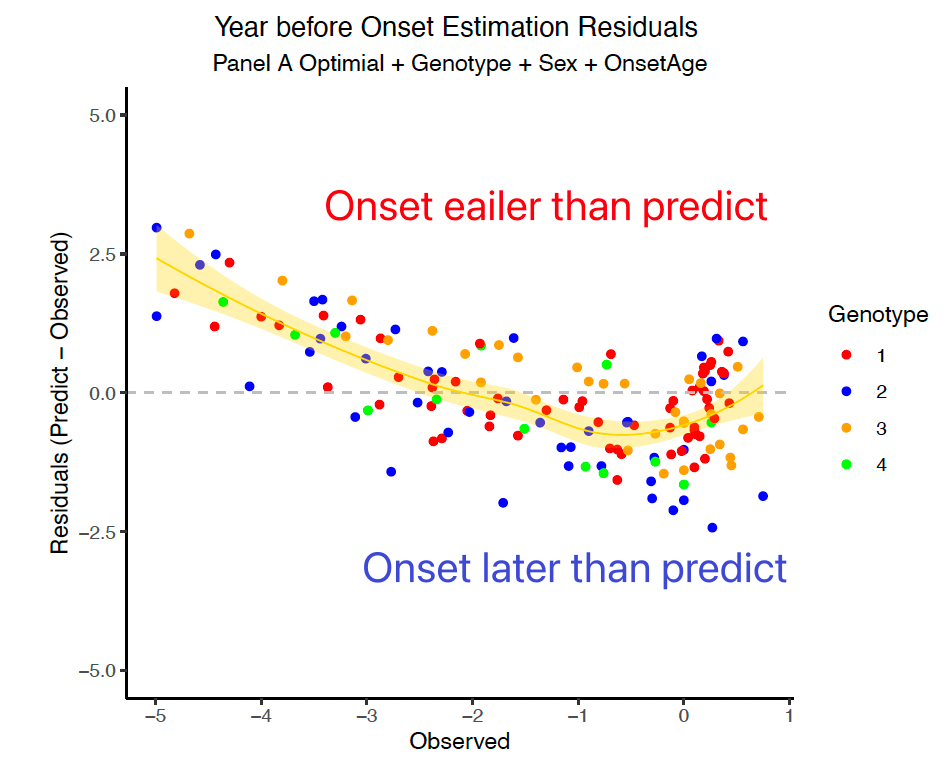 Year before Onset Estimation Residuals
Panel A Optimial + Genotype + Sex + OnsetAge
Residuals (Predict − Observed)
5.0
2.5
0.0
−2.5
−5.0
Onset eailer than predict
Onset later than predict
−5
−4
−3
−2
−1
0
1
Observed
Genotype
1
2
3
4